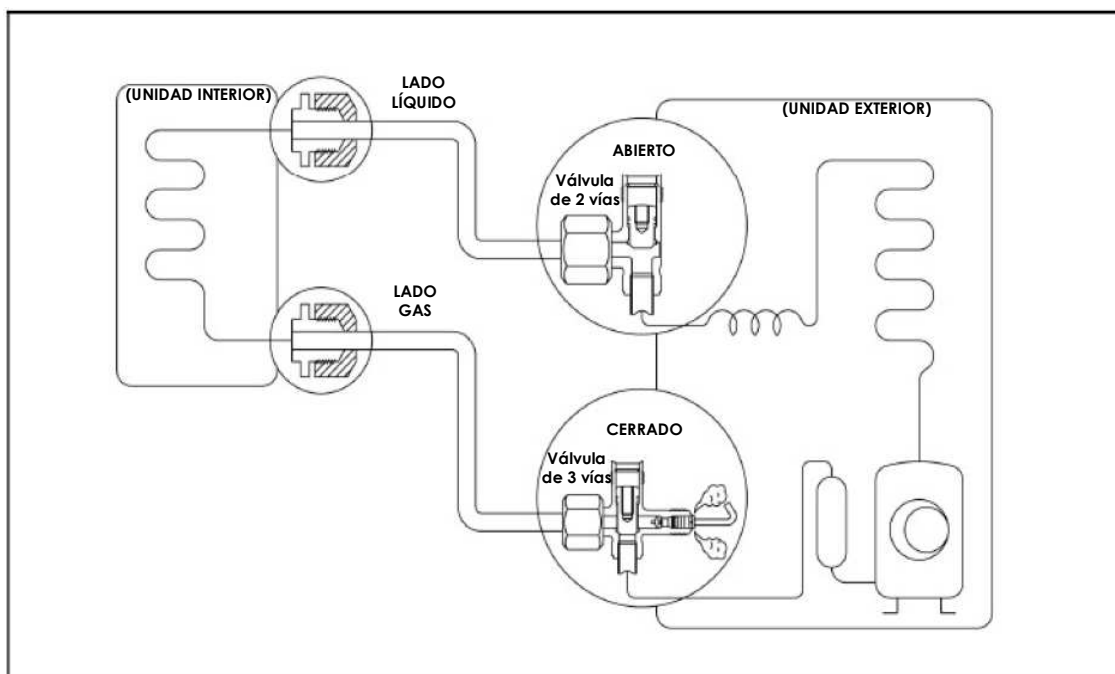 (UNIDAD INTERIOR)
LADO
LÍQUIDO
(UNIDAD EXTERIOR)
ABIERTO
Válvula
de 2 vías
LADO
GAS
CERRADO
Válvula
de 3 vías